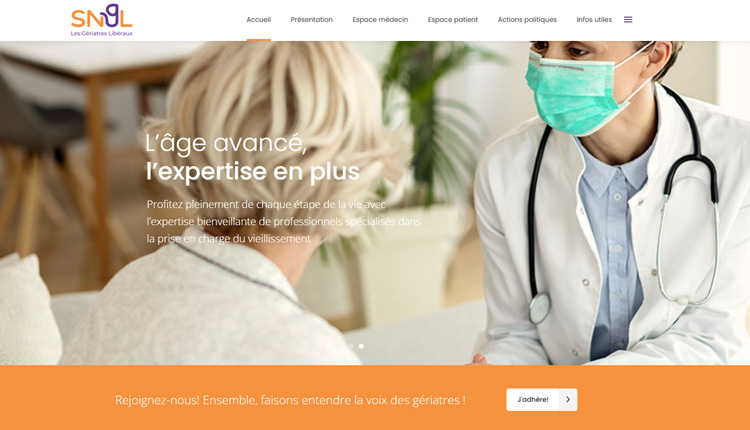 SNGL
Les Gériatres Libéraux
Accueil
Présentation
Espace médecin
Espace patient
Actions politiques
Infos utiles
L'âge avancé,
l'expertise en plus
Profitez pleinement de chaque étape de la vie avec
l'expertise bienveillante de professionnels spécialisés dans
la prise en charge du vieillissement
Rejoignez-nous! Ensemble, faisons entendre la voix des gériatres !
J'adhère!